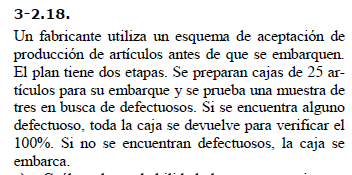 3-2.18.
Un fabricante utiliza un esquema de aceptación de
producción de artículos antes de que se embarquen.
El plan tiene dos etapas. Se preparan cajas de 25 ar-
tículos para su embarque y se prueba una muestra de
tres en busca de defectuosos. Si se encuentra alguno
defectuoso, toda la caja se devuelve para verificar el
100%. Si no se encuentran defectuosos, la caja se
embarca.